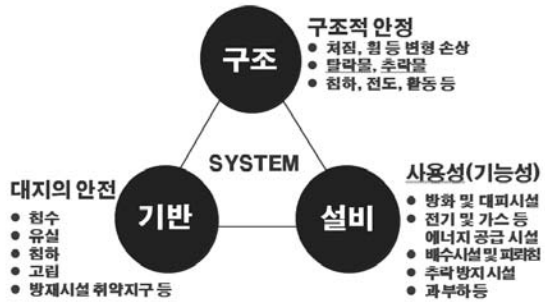 구조적 안정
구조
• 처짐, 휨 등 변형 손상
• 탈락물, 추락물
• 침하, 전도, 활동 등
SYSTEM
대지의 안전
기반
• 침수
• 유실
• 침하
• 고립
• 방재시설 취약지구 등
설비
사용성(기능성)
• 방화 및 대피시설
• 전기 및 가스 등
에너지 공급 시설
• 배수시설 및 피뢰침
• 추락 방지 시설
• 과부하 등